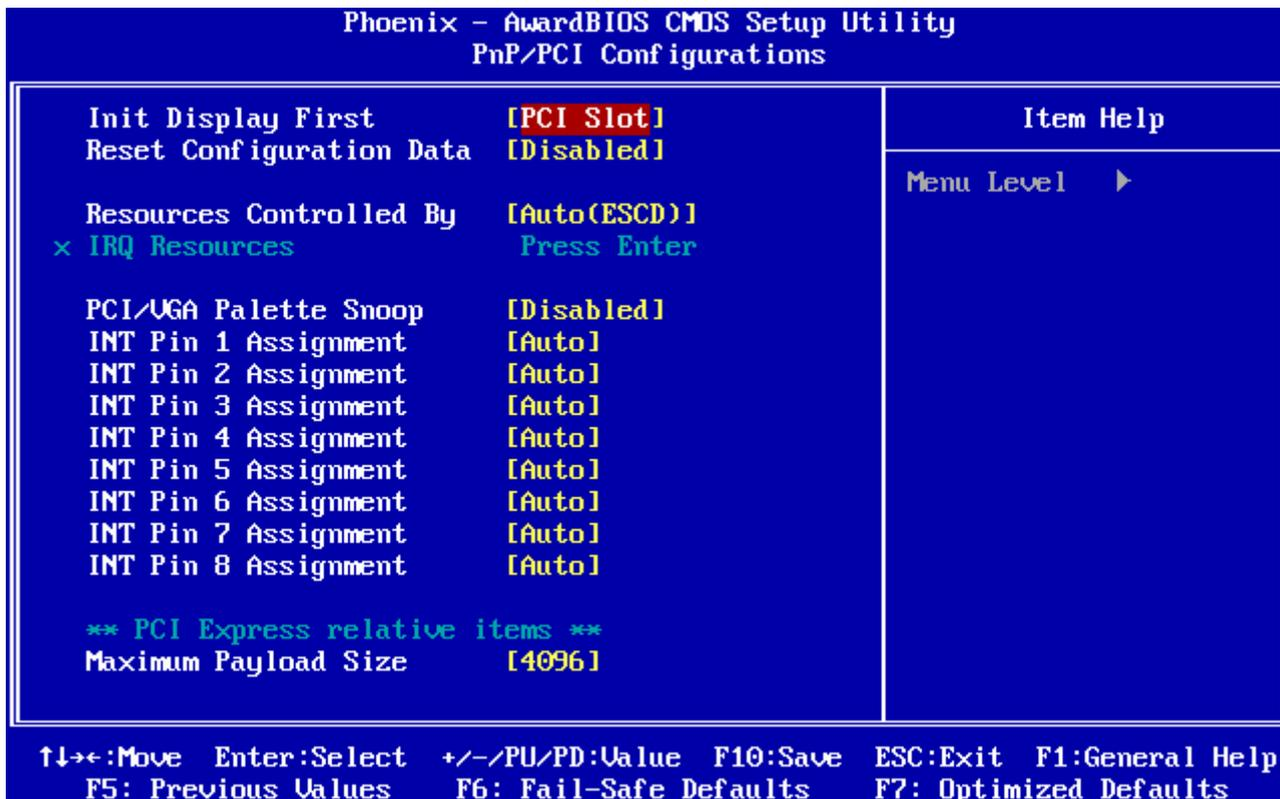 Phoenix - AwardBIOS CMOS Setup Utility
PnP/PCI Configurations
Init Display First [PCI Slot]
Reset Configuration Data [Disabled]
Resources Controlled By [Auto(ESCD)]
x IRQ Resources Press Enter
PCI/VGA Palette Snoop [Disabled]
INT Pin 1 Assignment [Auto]
INT Pin 2 Assignment [Auto]
INT Pin 3 Assignment [Auto]
INT Pin 4 Assignment [Auto]
INT Pin 5 Assignment [Auto]
INT Pin 6 Assignment [Auto]
INT Pin 7 Assignment [Auto]
INT Pin 8 Assignment [Auto]
** PCI Express relative items **
Maximum Payload Size [4096]
Item Help
Menu Level ►
↑↓→←:Move Enter:Select +/-/PU/PD:Value F10:Save ESC:Exit F1:General Help
F5: Previous Values F6: Fail-Safe Defaults F7: Optimized Defaults